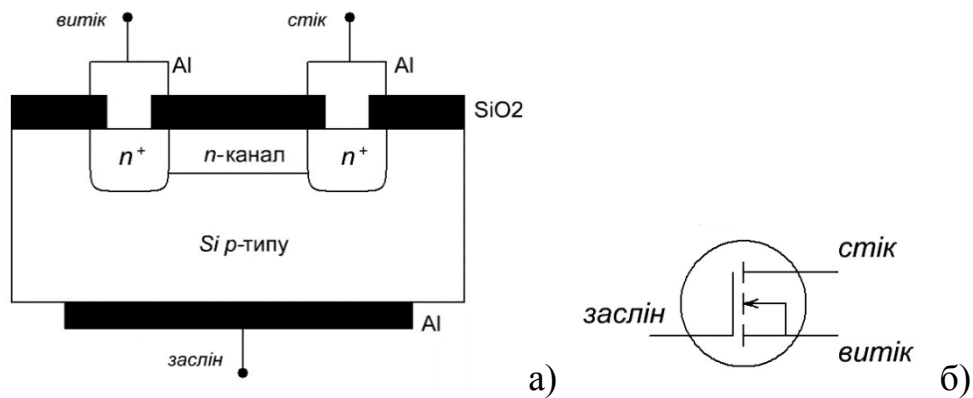 витік
стік
Al
Al
SiO2
n+
n-канал
n+
Si p-типу
Al
заслін
а)
стік
заслін
витік
б)